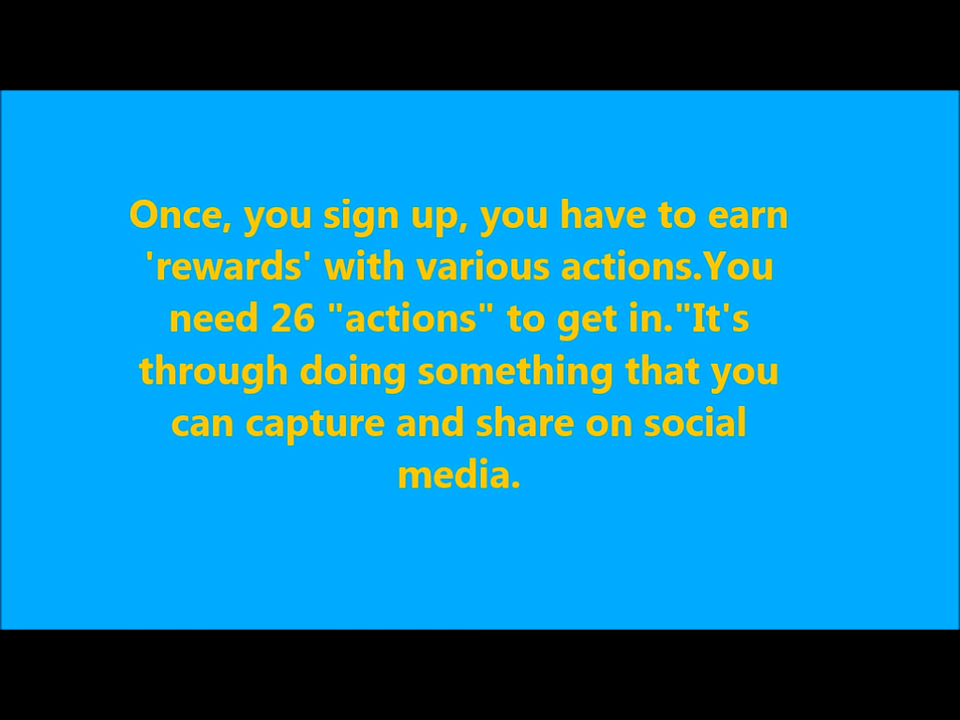 Once, you sign up, you have to earn
'rewards' with various actions.You
need 26 "actions" to get in."It's
through doing something that you
can capture and share on social
media.